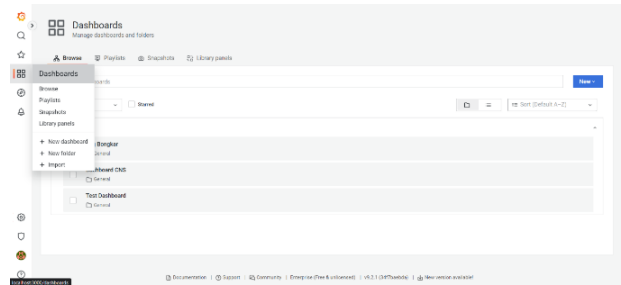 Dashboards
Manage dashboards and folders
Browse
Playlists
Snapshots
Library panels
Dashboards
Browse
Playlists
Snapshots
Library panels
+ New dashboard
+ New folder
+ Import
New
Starred
Sort (Default A–Z)
Bongkar
General
board CNS
General
Test Dashboard
General
Documentation | Support | Community | Enterprise (Free & unlicensed) | v9.2.1 | New version available!
localhost:3000/dashboards